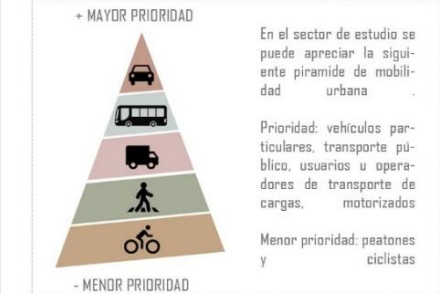 + MAYOR PRIORIDAD
En el sector de estudio se
puede apreciar la sigui-
ente piramide de mobili-
dad urbana .
Prioridad: vehículos par-
ticulares, transporte pú-
blico, usuarios u opera-
dores de transporte de
cargas, motorizados
Menor prioridad: peatones
y ciclistas
- MENOR PRIORIDAD